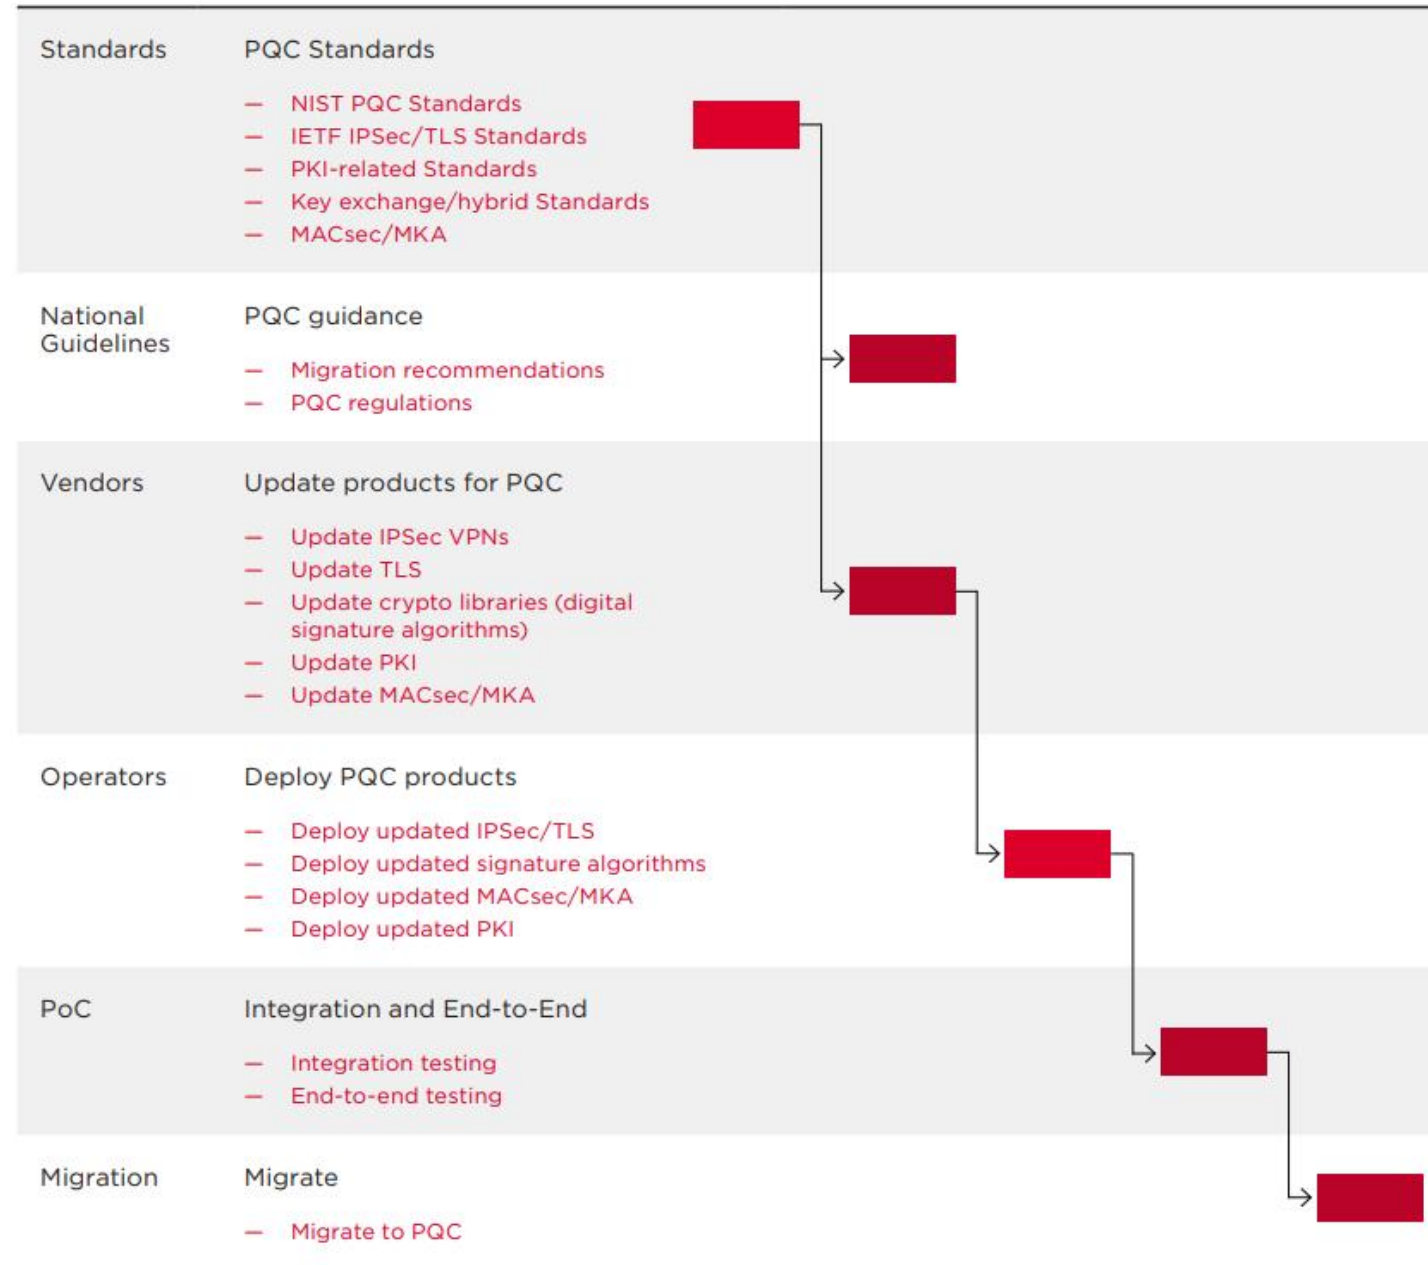 Standards
PQC Standards
— NIST PQC Standards
— IETF IPSec/TLS Standards
— PKI-related Standards
— Key exchange/hybrid Standards
— MACsec/MKA
National
Guidelines
PQC guidance
— Migration recommendations
— PQC regulations
Vendors
Update products for PQC
— Update IPSec VPNs
— Update TLS
— Update crypto libraries (digital
signature algorithms)
— Update PKI
— Update MACsec/MKA
Operators
Deploy PQC products
— Deploy updated IPSec/TLS
— Deploy updated signature algorithms
— Deploy updated MACsec/MKA
— Deploy updated PKI
PoC
Integration and End-to-End
— Integration testing
— End-to-end testing
Migration
Migrate
— Migrate to PQC